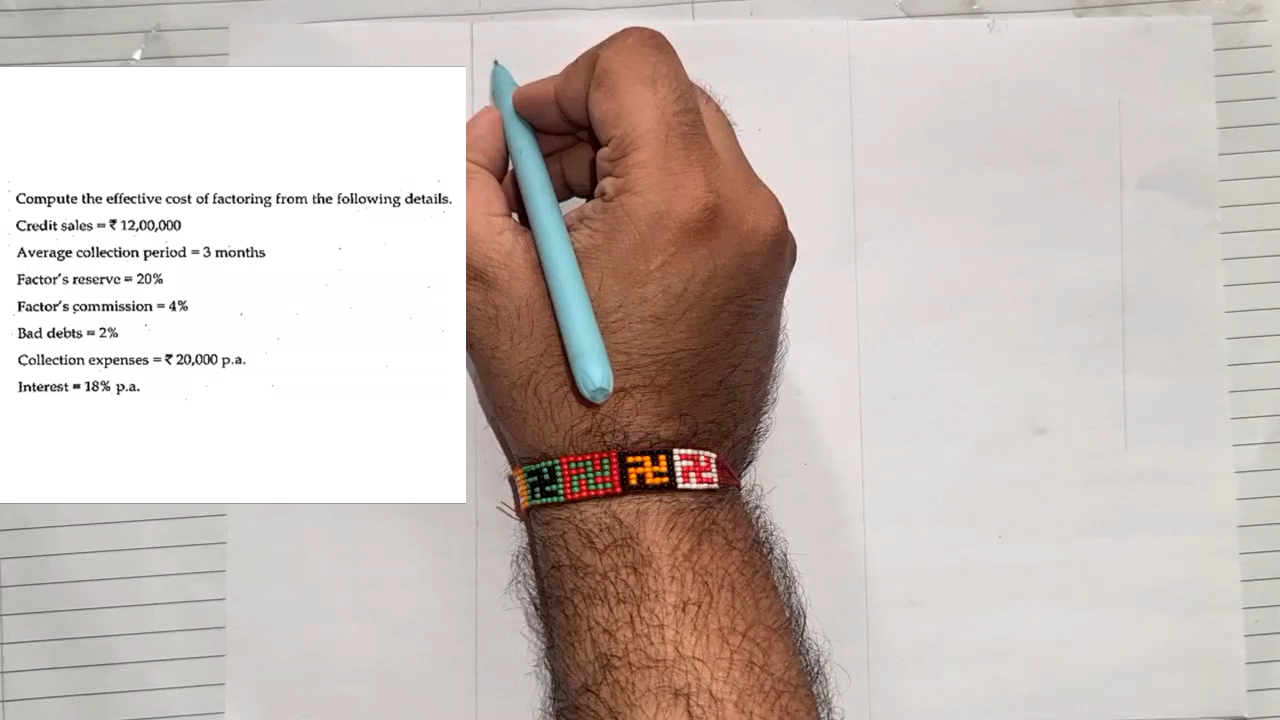 Compute the effective cost of factoring from the following details.
Credit sales = ₹ 12,00,000
Average collection period = 3 months
Factor's reserve = 20%
Factor's commission = 4%
Bad debts = 2%
Collection expenses = ₹ 20,000 p.a.
Interest = 18% p.a.